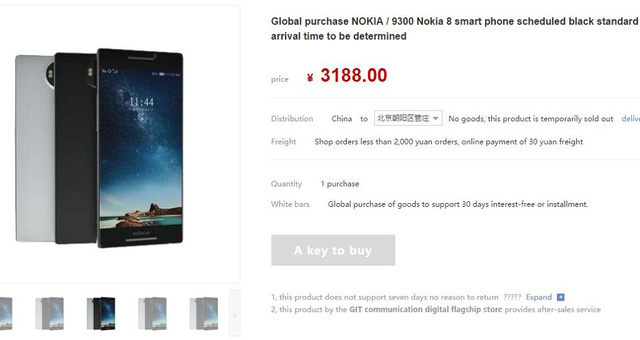 Global purchase NOKIA / 9300 Nokia 8 smart phone scheduled black standard
arrival time to be determined
price ¥ 3188.00
Distribution China to 北京朝阳区管庄 No goods, this product is temporarily sold out delive
Freight Shop orders less than 2,000 yuan orders, online payment of 30 yuan freight
Quantity 1 purchase
White bars Global purchase of goods to support 30 days interest-free or installment.
A key to buy
1, this product does not support seven days no reason to return ????? Expand
2, this product by the GIT communication digital flagship store provides after-sales service
11:44
NOKIA